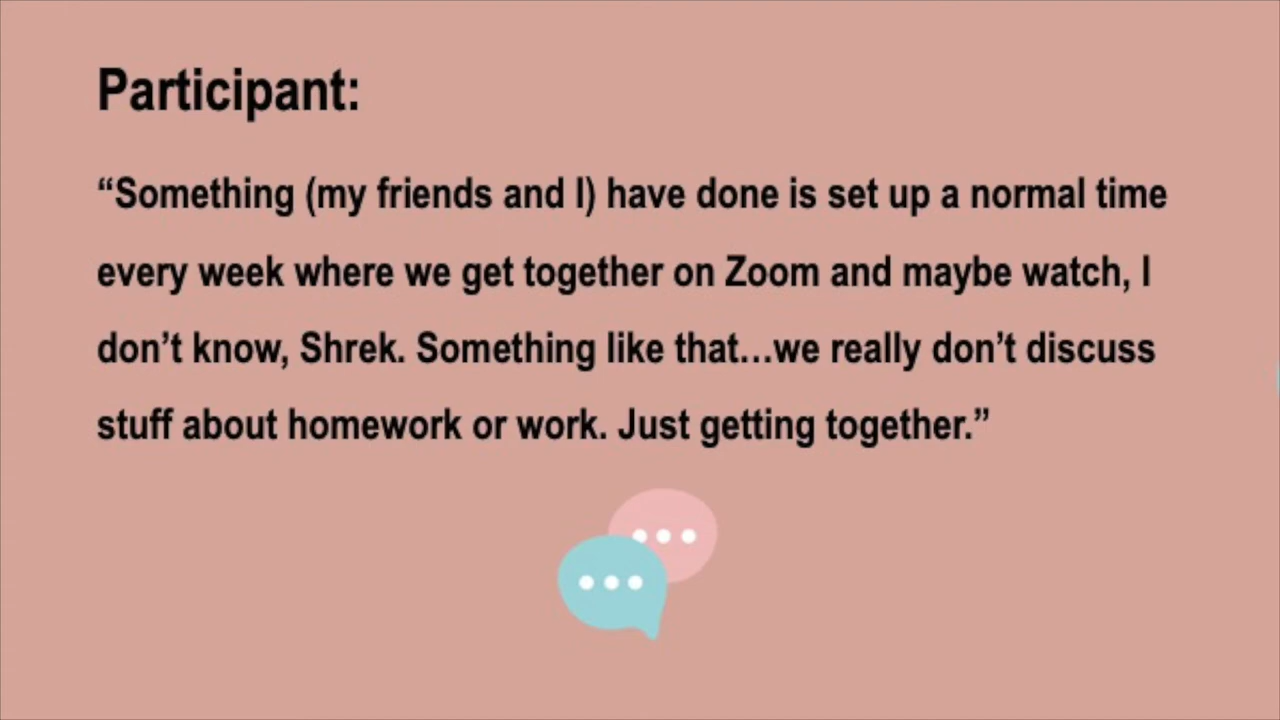 Participant:
“Something (my friends and I) have done is set up a normal time
every week where we get together on Zoom and maybe watch, I
don’t know, Shrek. Something like that…we really don’t discuss
stuff about homework or work. Just getting together.”